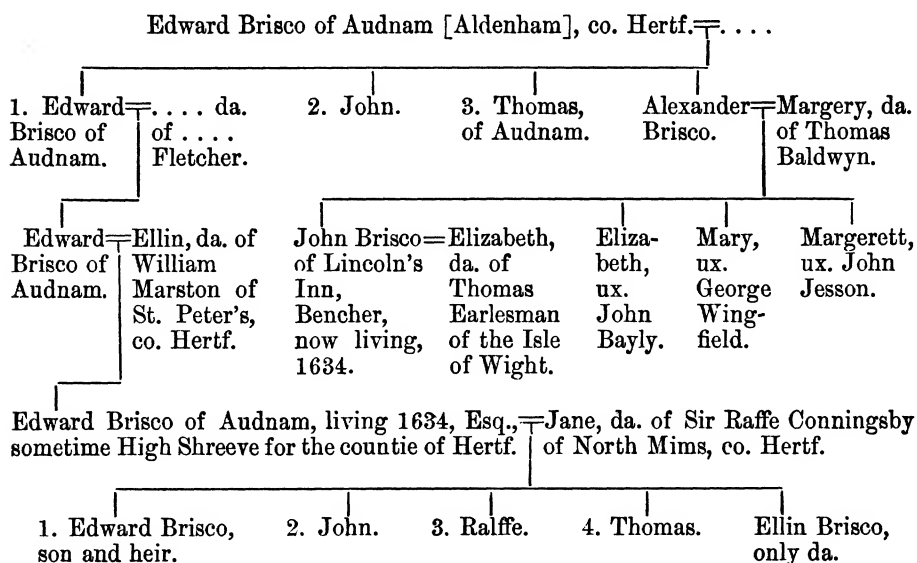 Edward Brisco of Audnam [Aldenham], co. Hertf.=. . . .
1. Edward=. . . . da.
Brisco of of . . . .
Audnam. Fletcher.
2. John.
3. Thomas,
of Audnam.
Alexander=Margery, da.
Brisco. of Thomas
Baldwyn.
Edward=Ellin, da. of
Brisco of William
Audnam. Marston of
St. Peter's,
co. Hertf.
John Brisco=Elizabeth,
of Lincoln's da. of
Inn, Thomas
Bencher, Earlesman
now living, of the Isle
1634. of Wight.
Eliza-
beth,
ux.
John
Bayly.
Mary,
ux.
George
Wing-
field.
Margerett,
ux. John
Jesson.
Edward Brisco of Audnam, living 1634, Esq.,=Jane, da. of Sir Raffe Conningsby
sometime High Shreeve for the countie of Hertf. of North Mims, co. Hertf.
1. Edward Brisco,
son and heir.
2. John.
3. Ralffe.
4. Thomas.
Ellin Brisco,
only da.